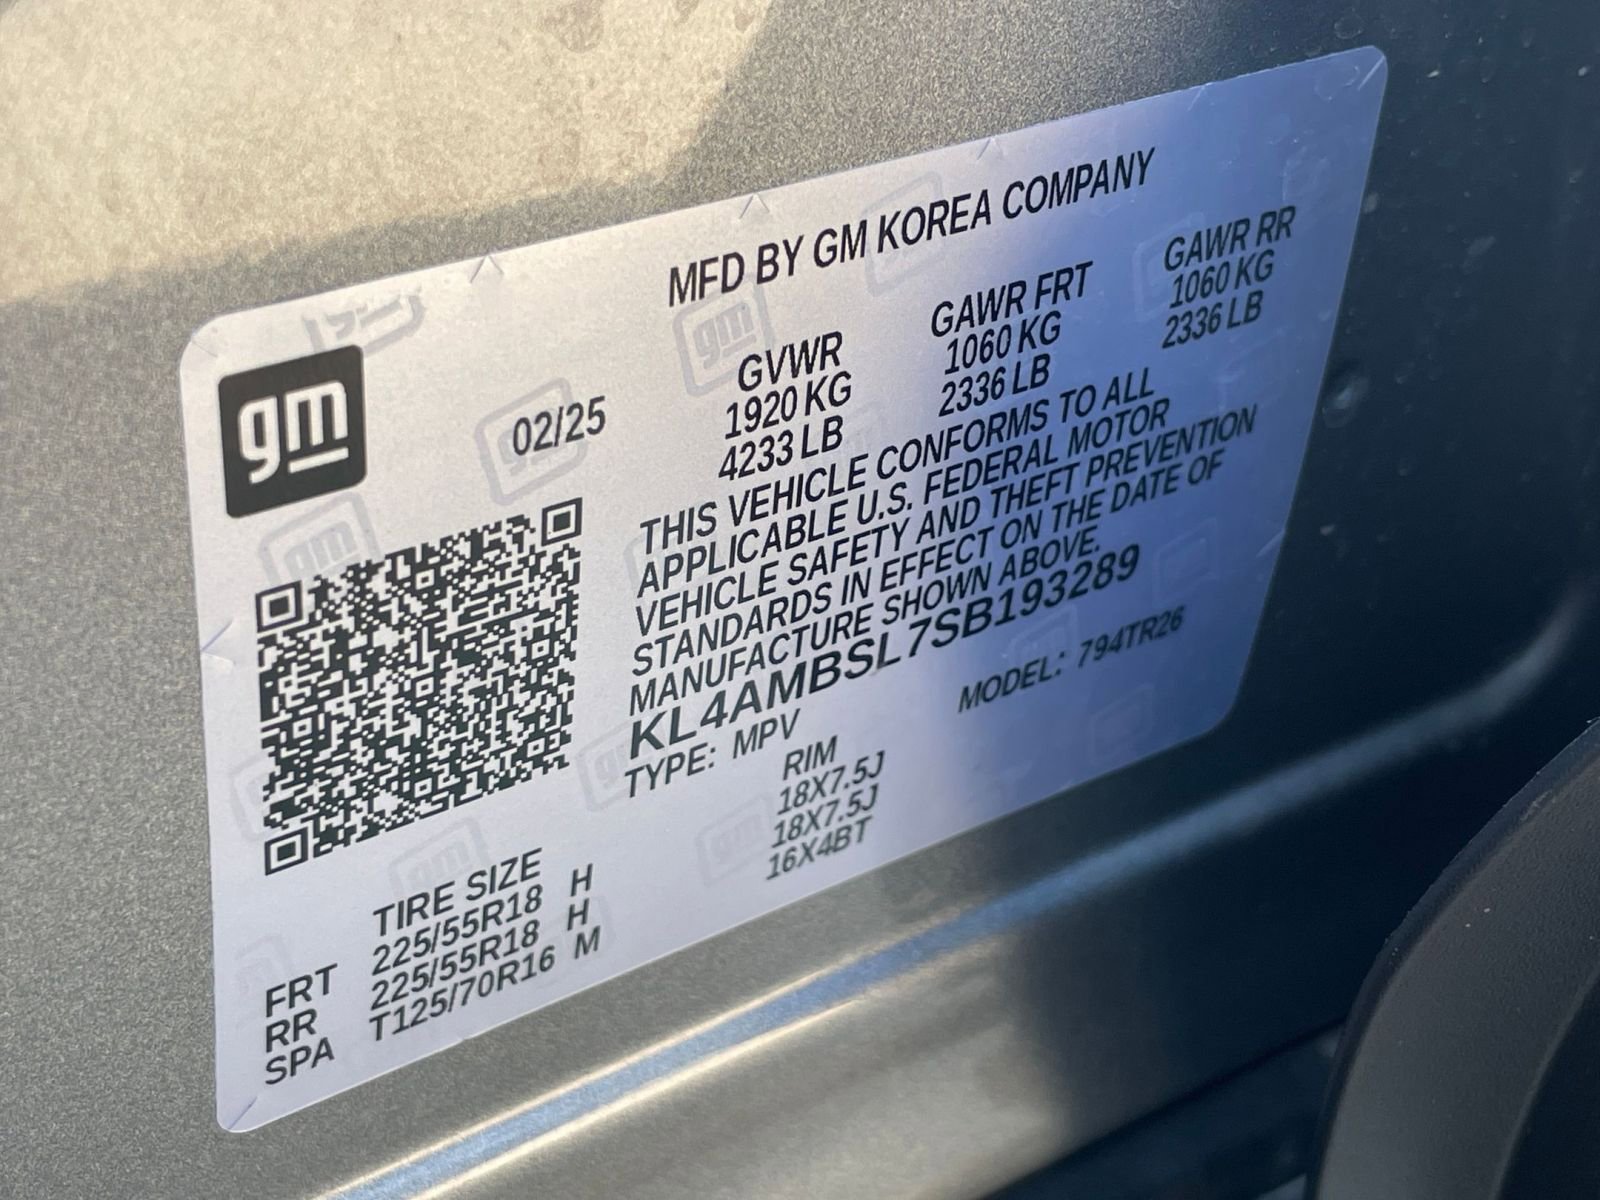 MFD BY GM KOREA COMPANY
gm
02/25
GVWR GAWR FRT GAWR RR
1920 KG 1060 KG 1060 KG
4233 LB 2336 LB 2336 LB
THIS VEHICLE CONFORMS TO ALL
APPLICABLE U.S. FEDERAL MOTOR
VEHICLE SAFETY AND THEFT PREVENTION
STANDARDS IN EFFECT ON THE DATE OF
MANUFACTURE SHOWN ABOVE.
KL4AMBSL7SB193289
TYPE: MPV MODEL: 794TR26
TIRE SIZE RIM
FRT 225/55R18 H 18X7.5J
RR 225/55R18 H 18X7.5J
SPA T125/70R16 M 16X4BT